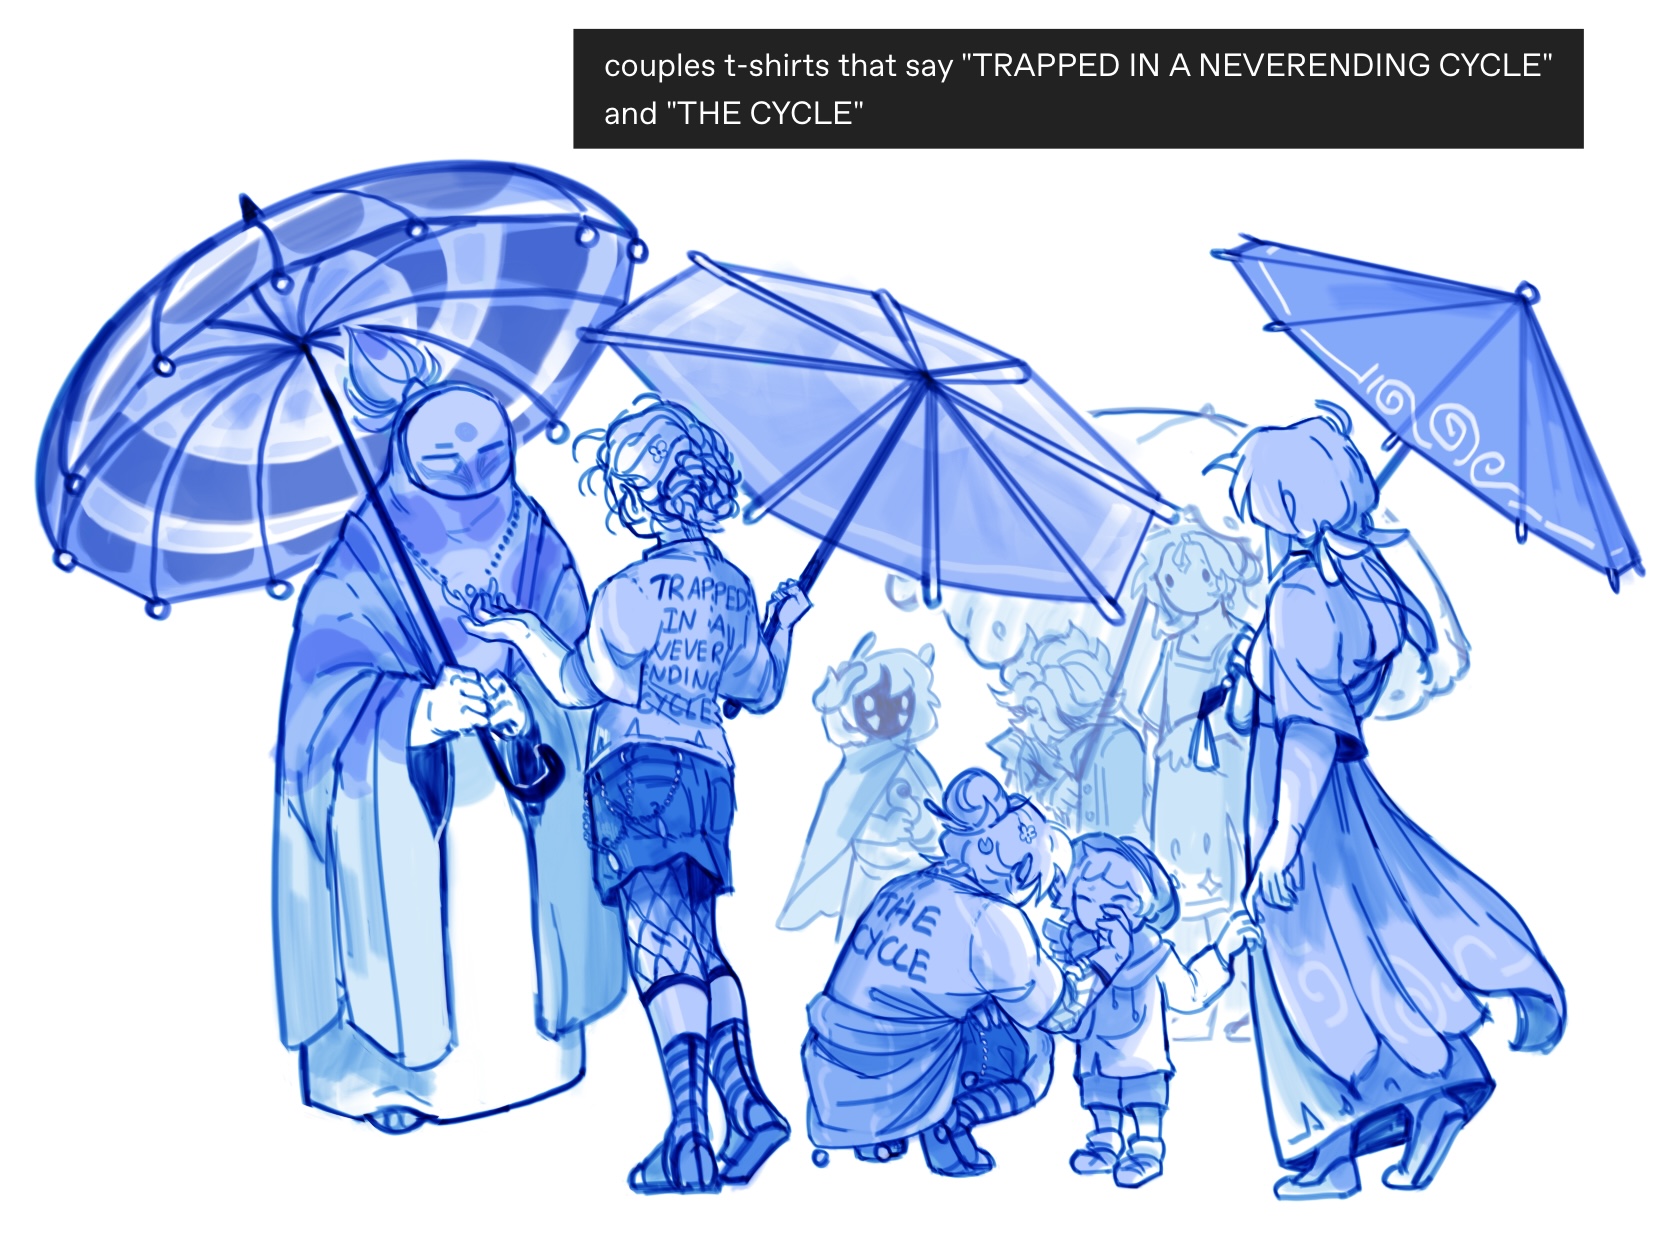 couples t-shirts that say "TRAPPED IN A NEVERENDING CYCLE"
and "THE CYCLE"
TRAPPED
IN A
NEVER
ENDING
CYCLE
THE
CYCLE